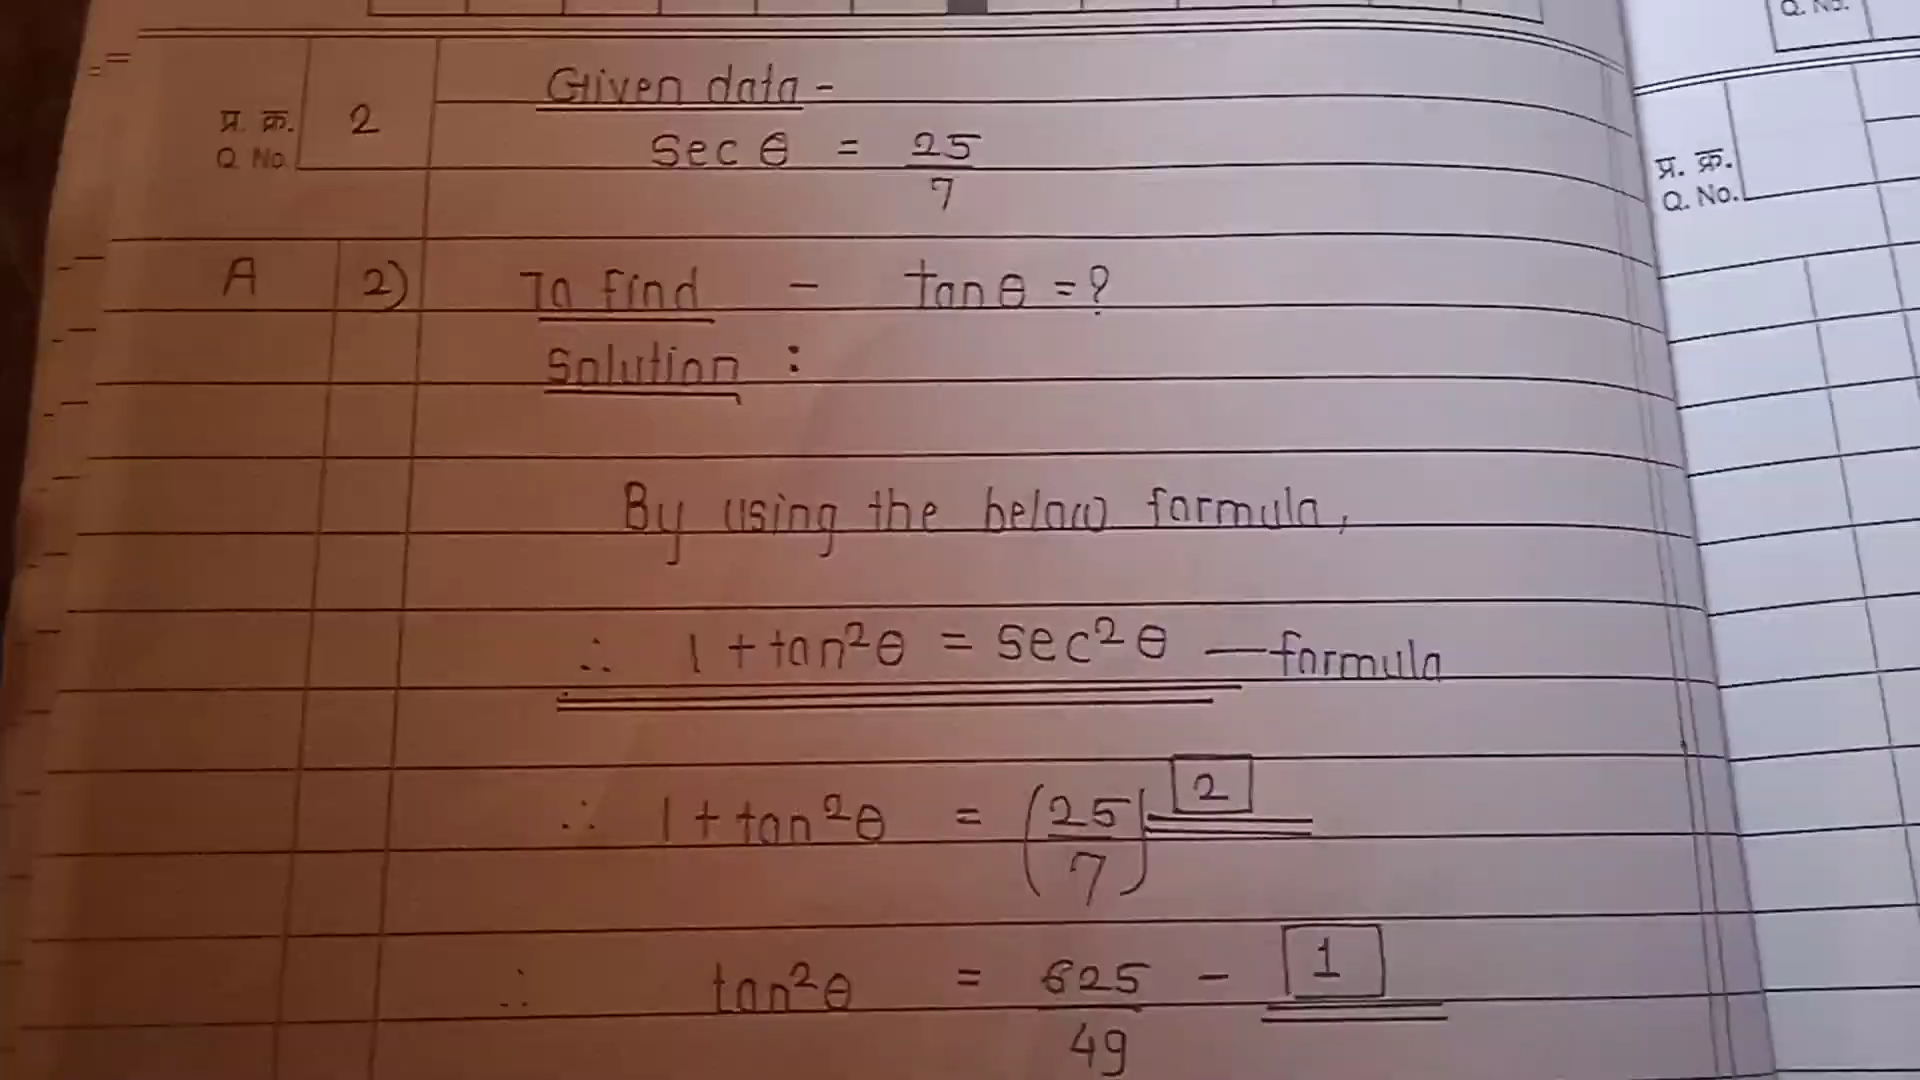 Q. No.
Given data -
प्र. क्र. 2
Q. No.
sec θ = 25/7
प्र. क्र.
Q. No.
A 2) To find - tan θ = ?
Solution :
By using the below formula,
∴ 1 + tan²θ = sec²θ — formula
∴ 1 + tan²θ = (25/7)²
∴ tan²θ = 625/49 - 1